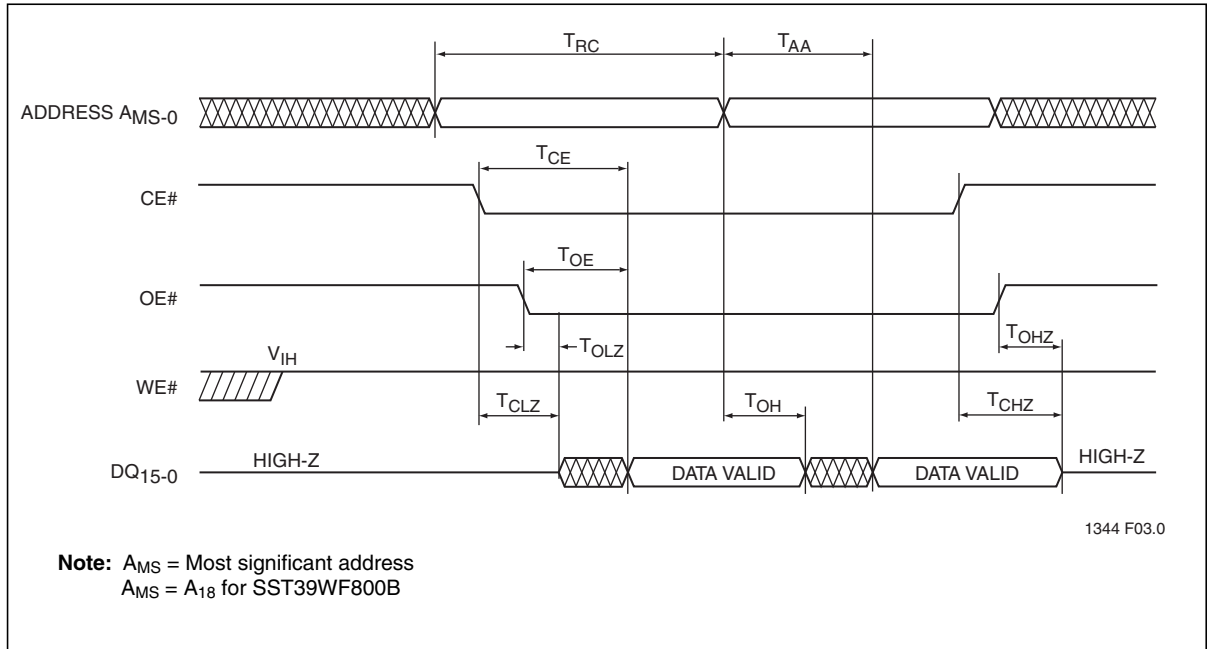 TRC
TAA
ADDRESS AMS-0
TCE
CE#
TOE
OE#
TOLZ
TOHZ
VIH
WE#
TCLZ
TOH
TCHZ
HIGH-Z
HIGH-Z
DQ15-0
DATA VALID
DATA VALID
1344 F03.0
Note: AMS = Most significant address
AMS = A18 for SST39WF800B